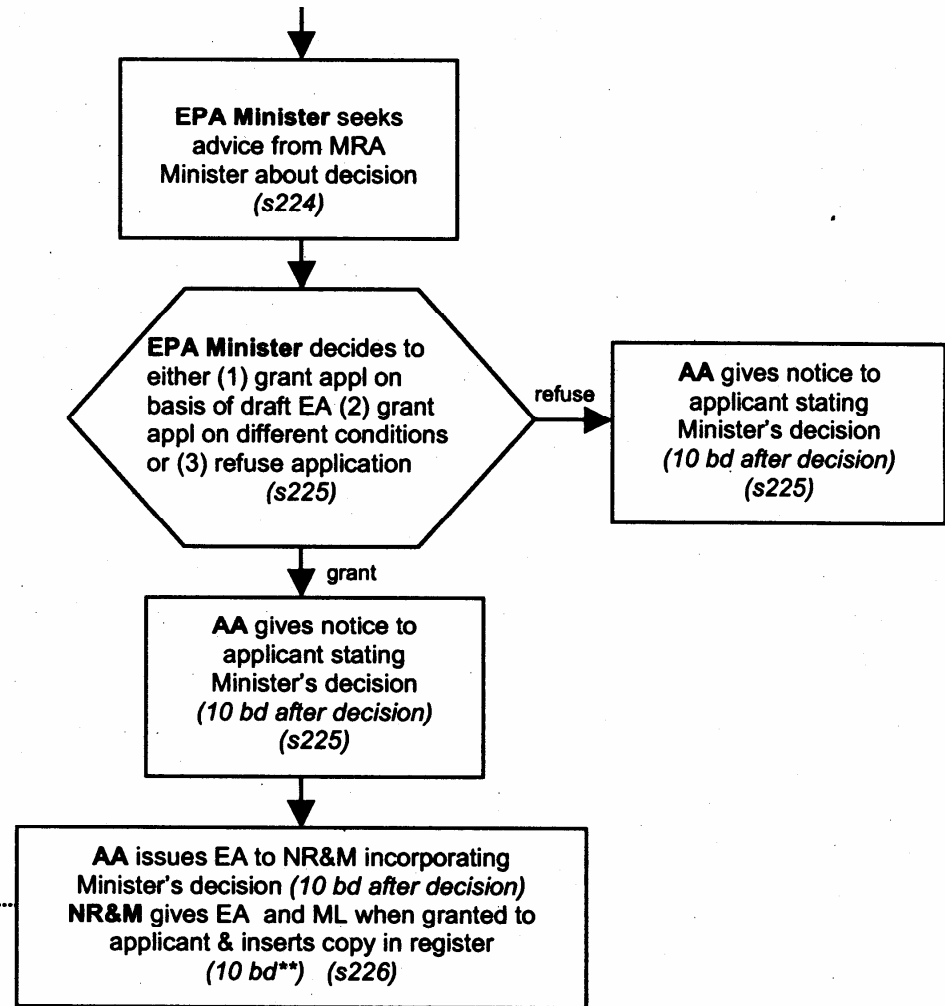 EPA Minister seeks
advice from MRA
Minister about decision
(s224)
EPA Minister decides to
either (1) grant appl on
basis of draft EA (2) grant
appl on different conditions
or (3) refuse application
(s225)
refuse
AA gives notice to
applicant stating
Minister's decision
(10 bd after decision)
(s225)
grant
AA gives notice to
applicant stating
Minister's decision
(10 bd after decision)
(s225)
AA issues EA to NR&M incorporating
Minister's decision (10 bd after decision)
NR&M gives EA and ML when granted to
applicant & inserts copy in register
(10 bd**) (s226)